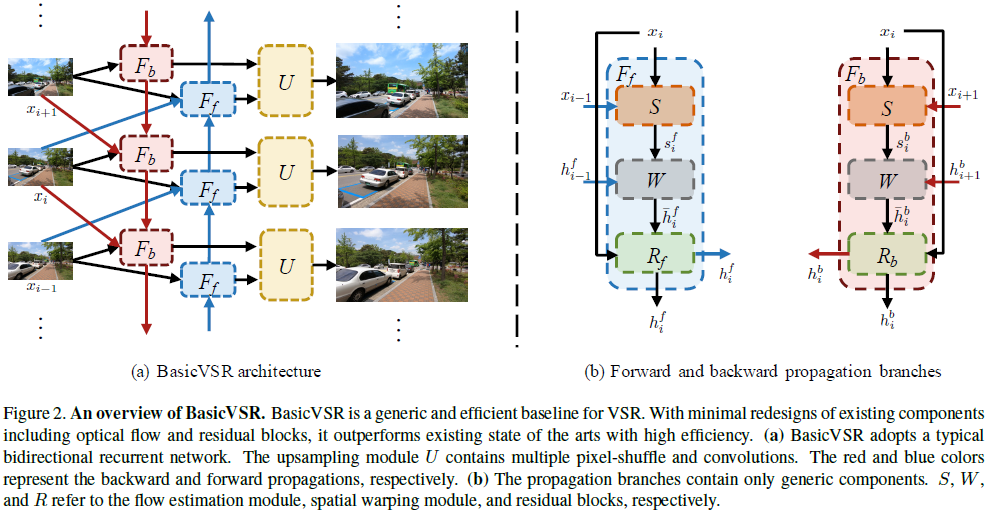 F_b
U
F_f
x_{i+1}
F_b
U
F_f
x_i
F_b
U
F_f
x_{i-1}
(a) BasicVSR architecture
x_i
F_f
x_{i-1}
S
s_i^f
h_{i-1}^f
W
\bar{h}_i^f
R_f
h_i^f
h_i^f
x_i
F_b
x_{i+1}
S
s_i^b
h_{i+1}^b
W
\bar{h}_i^b
R_b
h_i^b
h_i^b
(b) Forward and backward propagation branches
Figure 2. An overview of BasicVSR. BasicVSR is a generic and efficient baseline for VSR. With minimal redesigns of existing components
including optical flow and residual blocks, it outperforms existing state of the arts with high efficiency. (a) BasicVSR adopts a typical
bidirectional recurrent network. The upsampling module U contains multiple pixel-shuffle and convolutions. The red and blue colors
represent the backward and forward propagations, respectively. (b) The propagation branches contain only generic components. S, W,
and R refer to the flow estimation module, spatial warping module, and residual blocks, respectively.